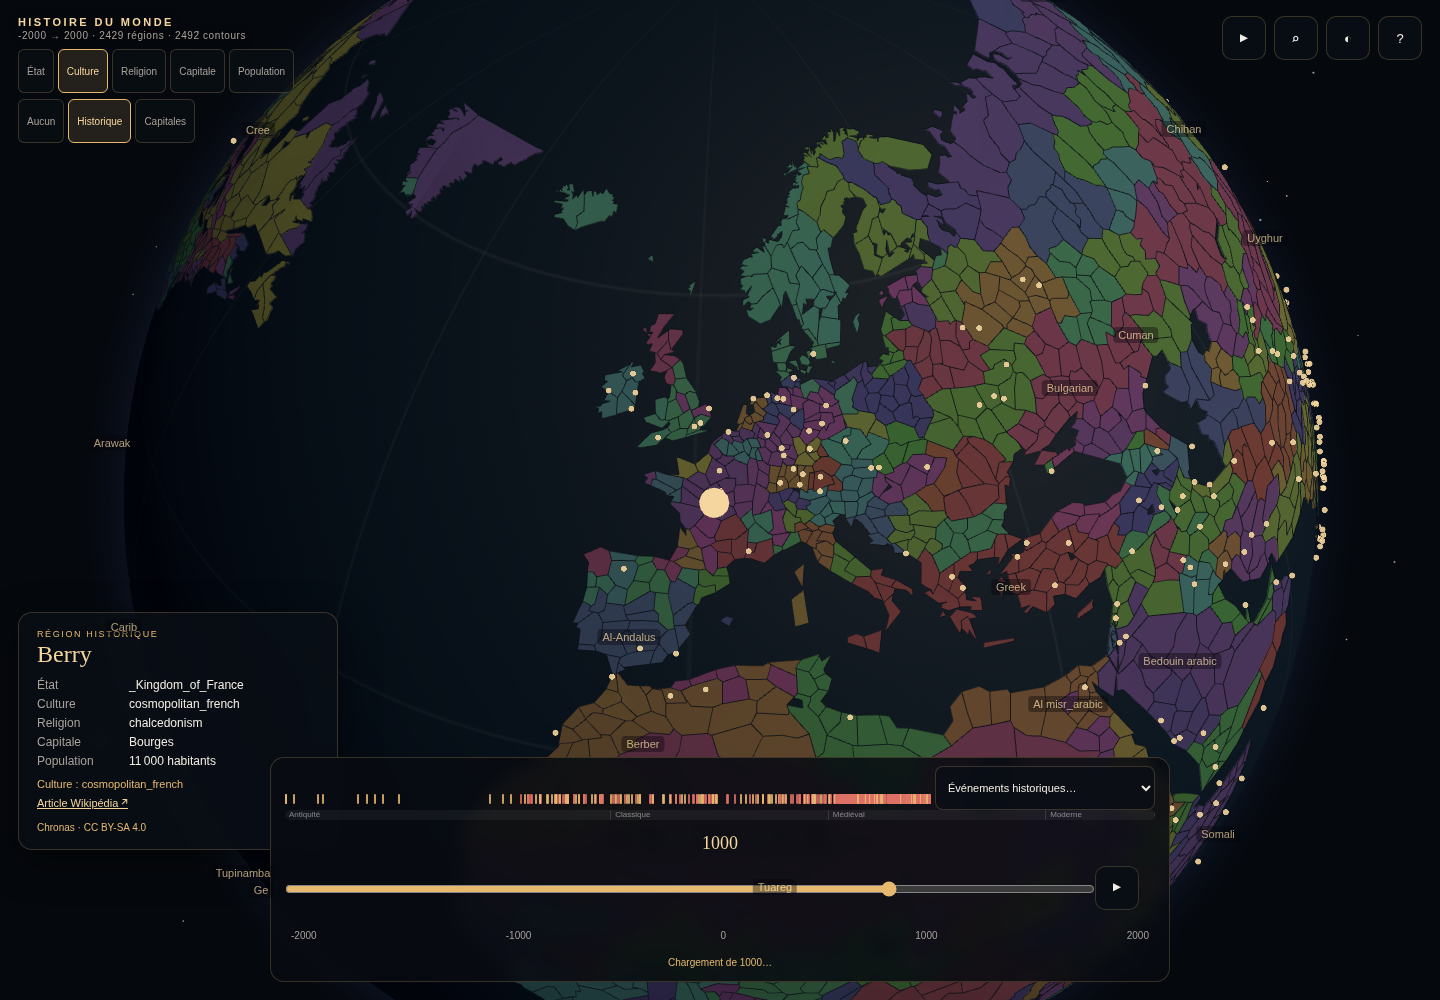 HISTOIRE DU MONDE
-2000 → 2000 · 2429 régions · 2492 contours
État
Culture
Religion
Capitale
Population
Aucun
Historique
Capitales
?
Cree
Chihan
Uyghur
Cuman
Bulgarian
Arawak
Greek
Carib
Al-Andalus
Bedouin arabic
Al misr_arabic
Berber
RÉGION HISTORIQUE
Berry
État _Kingdom_of_France
Culture cosmopolitan_french
Religion chalcedonism
Capitale Bourges
Population 11 000 habitants
Culture : cosmopolitan_french
Article Wikipédia ↗
Chronas · CC BY-SA 4.0
Événements historiques…
Antiquité
Classique
Médiéval
Moderne
1000
Somali
Tupinamba
Ge
Tuareg
-2000
-1000
0
1000
2000
Chargement de 1000…